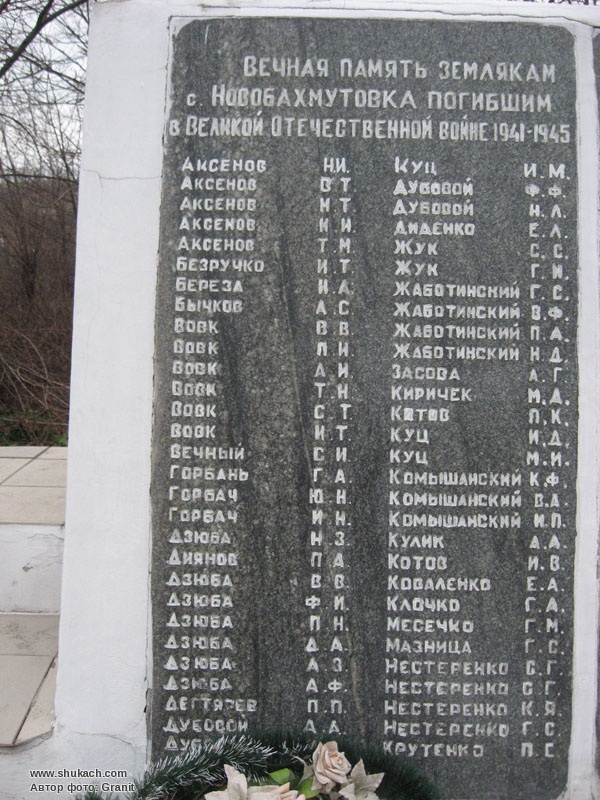 ВЕЧНАЯ ПАМЯТЬ ЗЕМЛЯКАМ
с. НОВОБАХМУТОВКА ПОГИБШИМ
в ВЕЛИКОЙ ОТЕЧЕСТВЕННОЙ ВОЙНЕ 1941-1945
АКСЕНОВ Н.И.
АКСЕНОВ В.Т.
АКСЕНОВ И.Т.
АКСЕНОВ И.И.
АКСЕНОВ Т.М.
БЕЗРУЧКО И.Т.
БЕРЕЗА И.А.
БЫЧКОВ А.С.
ВОВК В.В.
ВОВК П.И.
ВОВК А.И.
ВОВК Т.Н.
ВОВК С.Т.
ВОВК И.Т.
ВЕЧНЫЙ С.И.
ГОРБАНЬ Г.А.
ГОРБАЧ Ю.Н.
ГОРБАЧ И.Н.
ДЗЮБА Н.З.
ДИЯНОВ П.А.
ДЗЮБА В.В.
ДЗЮБА Ф.И.
ДЗЮБА П.Н.
ДЗЮБА Д.А.
ДЗЮБА А.З.
ДЗЮБА А.Ф.
ДЕГТЯРЕВ П.П.
ДУБОВОЙ А.А.
КУЦ И.М.
ДУБОВОЙ Ф.Ф.
ДУБОВОЙ Н.Л.
ДИДЕНКО Е.Л.
ЖУК С.С.
ЖУК Г.И.
ЖАБОТИНСКИЙ Г.С.
ЖАБОТИНСКИЙ В.Ф.
ЖАБОТИНСКИЙ П.А.
ЖАБОТИНСКИЙ Н.Д.
ЗАСОВА А.Г.
КИРИЧЕК М.Д.
КОТОВ П.К.
КУЦ И.Д.
КУЦ М.И.
КОМЫШАНСКИЙ К.Ф.
КОМЫШАНСКИЙ В.А.
КОМЫШАНСКИЙ И.П.
КУЛИК А.А.
КОТОВ И.В.
КОВАЛЕНКО Е.А.
КЛОЧКО Г.А.
МЕСЕЧКО Г.М.
МАЗНИЦА Г.С.
НЕСТЕРЕНКО С.Г.
НЕСТЕРЕНКО С.Г.
НЕСТЕРЕНКО К.Я.
НЕСТЕРЕНКО Г.С.
КРУТЕНКО П.С.
www.shukach.com
Автор фото: Granit